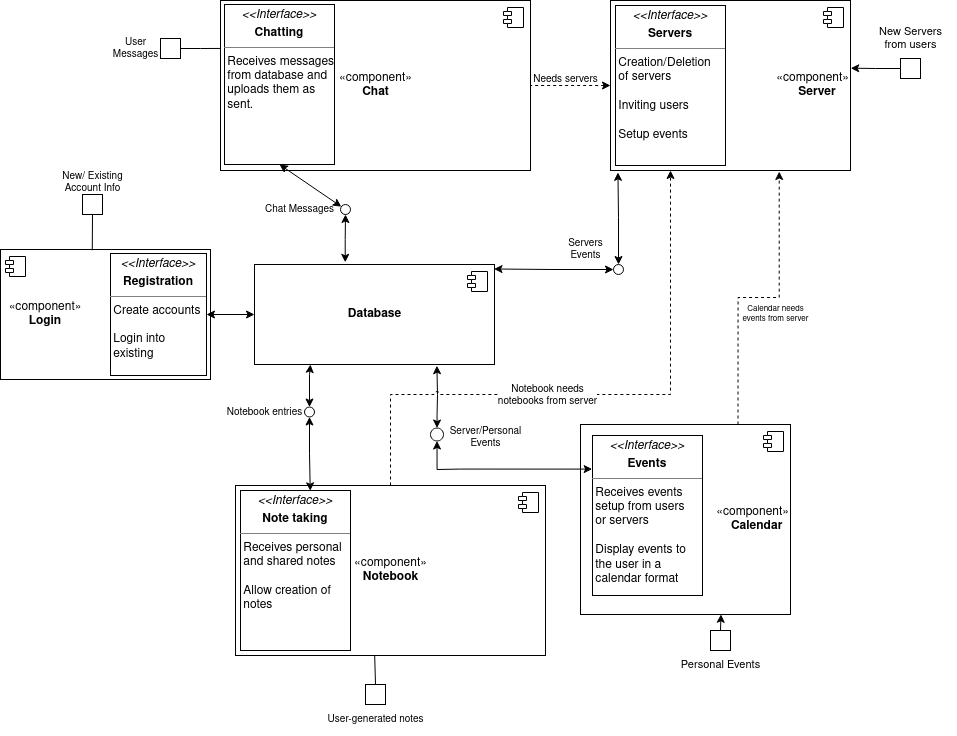 <<Interface>>
Chatting
Receives messages
from database and
uploads them as
sent.
«component»
Chat
User
Messages
Needs servers
<<Interface>>
Servers
Creation/Deletion
of servers
Inviting users
Setup events
«component»
Server
New Servers
from users
New/ Existing
Account Info
Chat Messages
Servers
Events
«component»
Login
<<Interface>>
Registration
Create accounts
Login into
existing
Database
Calendar needs
events from server
Notebook entries
Notebook needs
notebooks from server
Server/Personal
Events
<<Interface>>
Note taking
Receives personal
and shared notes
Allow creation of
notes
«component»
Notebook
<<Interface>>
Events
Receives events
setup from users
or servers
Display events to
the user in a
calendar format
«component»
Calendar
Personal Events
User-generated notes